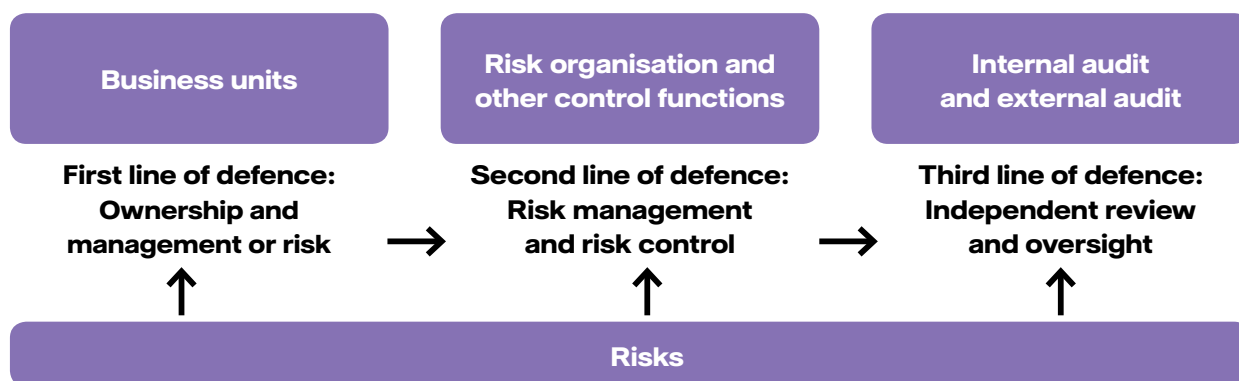 Business units
Risk organisation and
other control functions
Internal audit
and external audit
First line of defence:
Ownership and
management or risk
Second line of defence:
Risk management
and risk control
Third line of defence:
Independent review
and oversight
Risks